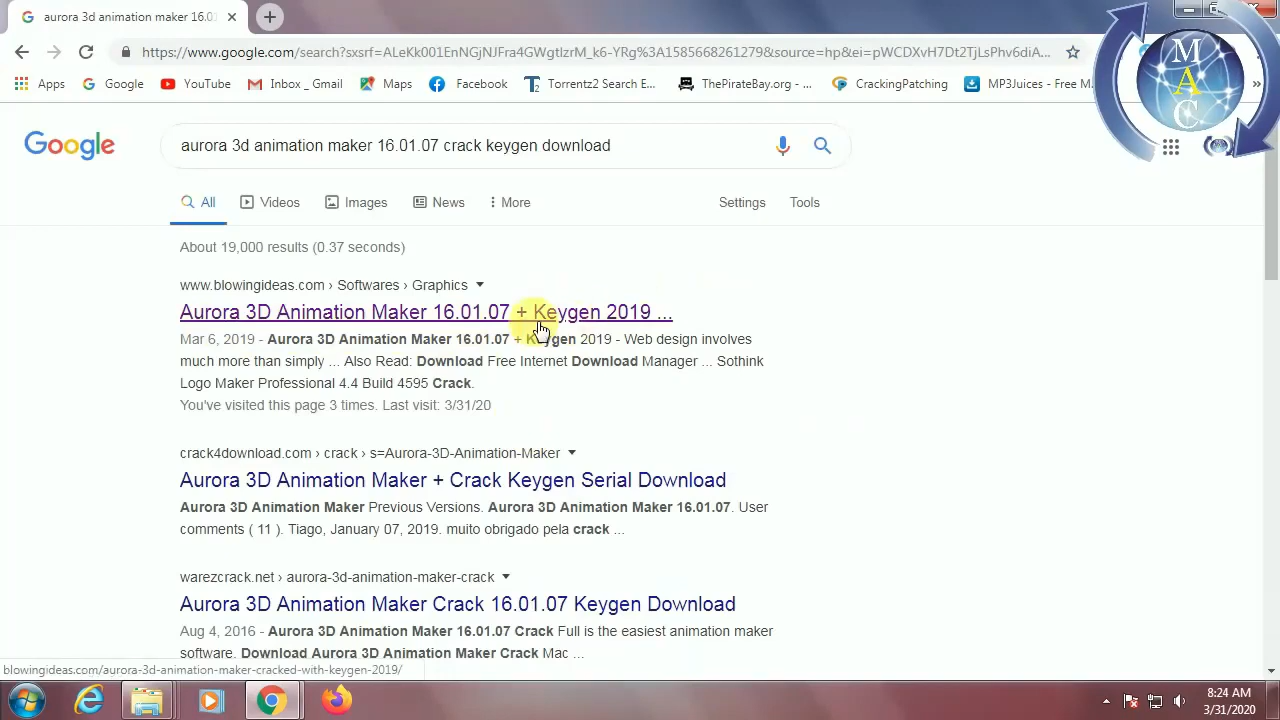 aurora 3d animation maker 16.01
https://www.google.com/search?sxsrf=ALeKk001EnNGjNJFra4GWgtIzrM_k6-YRg%3A1585668261279&source=hp&ei=pWCDXvH7Dt2TjLsPhv6diA...
Apps Google YouTube Inbox _ Gmail Maps Facebook Torrentz2 Search E... ThePirateBay.org - ... CrackingPatching MP3Juices - Free M »
M
A
C
Google
aurora 3d animation maker 16.01.07 crack keygen download
All Videos Images News More Settings Tools
About 19,000 results (0.37 seconds)
www.blowingideas.com › Softwares › Graphics
Aurora 3D Animation Maker 16.01.07 + Keygen 2019 ...
Mar 6, 2019 - Aurora 3D Animation Maker 16.01.07 + Keygen 2019 - Web design involves
much more than simply ... Also Read: Download Free Internet Download Manager ... Sothink
Logo Maker Professional 4.4 Build 4595 Crack.
You've visited this page 3 times. Last visit: 3/31/20
crack4download.com › crack › s=Aurora-3D-Animation-Maker
Aurora 3D Animation Maker + Crack Keygen Serial Download
Aurora 3D Animation Maker Previous Versions. Aurora 3D Animation Maker 16.01.07. User
comments ( 11 ). Tiago, January 07, 2019. muito obrigado pela crack ...
warezcrack.net › aurora-3d-animation-maker-crack
Aurora 3D Animation Maker Crack 16.01.07 Keygen Download
Aug 4, 2016 - Aurora 3D Animation Maker 16.01.07 Crack Full is the easiest animation maker
software. Download Aurora 3D Animation Maker Crack Mac ...
blowingideas.com/aurora-3d-animation-maker-cracked-with-keygen-2019/
8:24 AM
3/31/2020